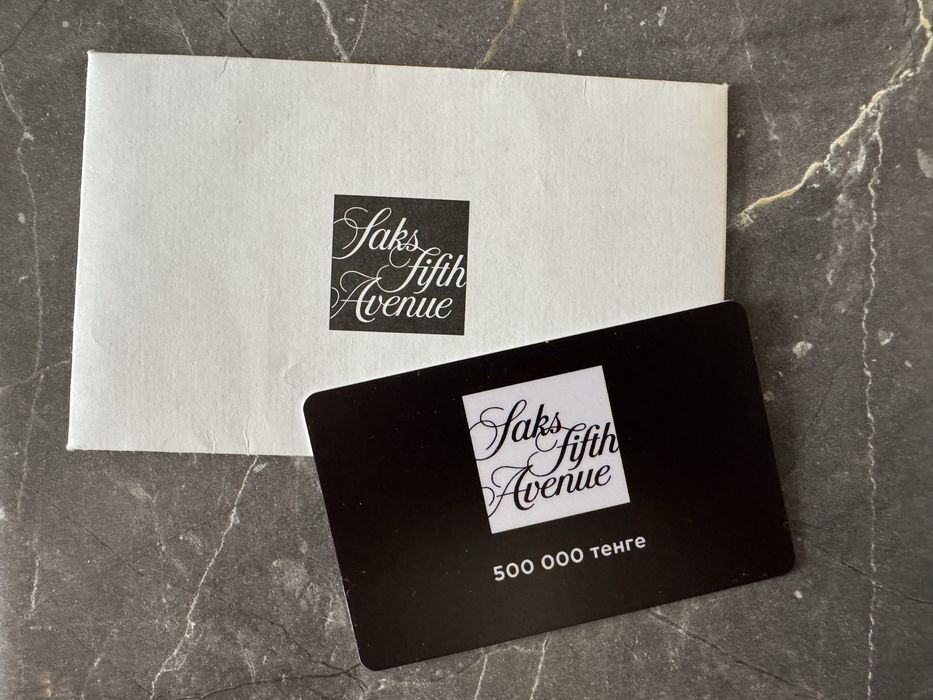 Saks
fifth
Avenue
Saks
fifth
Avenue
500 000 тенге